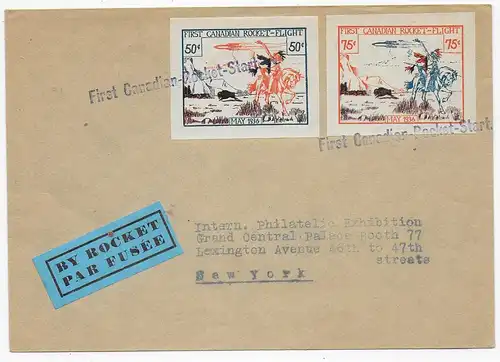 FIRST CANADIAN ROCKET-FLIGHT
50¢ 50¢
MAY 1936
FIRST CANADIAN ROCKET-FLIGHT
75¢ 75¢
MAY 1936
First Canadian-Rocket-Start.
First Canadian-Rocket-Start.
BY ROCKET
PAR FUSÉE
Intern. Philatelic Exhibition
Grand Central Palace Booth 77
Lexington Avenue 46th to 47th
streets
New York